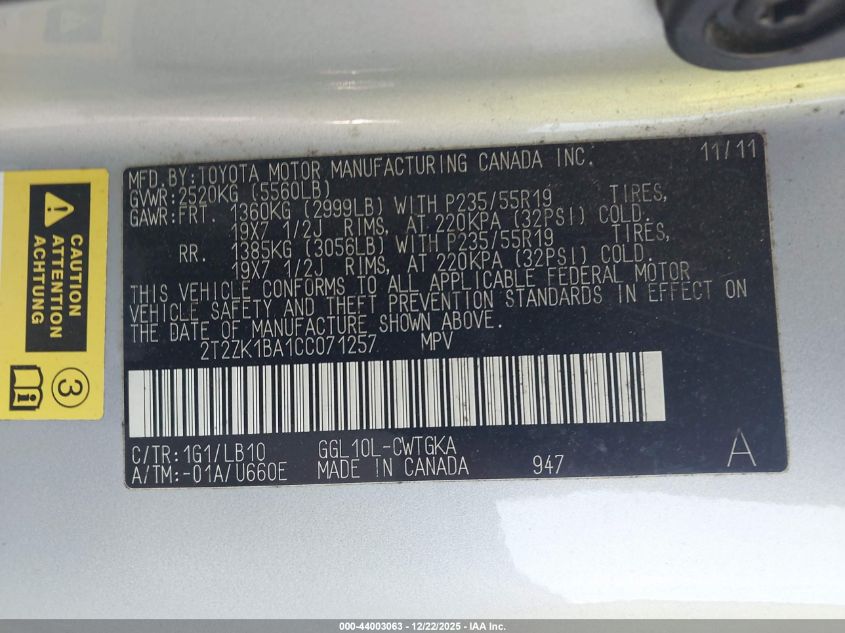 MFD. BY: TOYOTA MOTOR MANUFACTURING CANADA INC. 11/11
GVWR: 2520KG (5560LB)
GAWR: FRT. 1360KG (2999LB) WITH P235/55R19 TIRES,
19X7 1/2J RIMS, AT 220KPA (32PSI) COLD.
RR. 1385KG (3056LB) WITH P235/55R19 TIRES,
19X7 1/2J RIMS, AT 220KPA (32PSI) COLD.
THIS VEHICLE CONFORMS TO ALL APPLICABLE FEDERAL MOTOR
VEHICLE SAFETY AND THEFT PREVENTION STANDARDS IN EFFECT ON
THE DATE OF MANUFACTURE SHOWN ABOVE.
2T2ZK1BA1CC071257 MPV
C/TR: 1G1/LB10 GGL10L-CWTGKA
A/TM: -01A/U660E MADE IN CANADA 947 A
CAUTION
ATTENTION
ACHTUNG
3
000-44003063 - 12/22/2025 - IAA Inc.